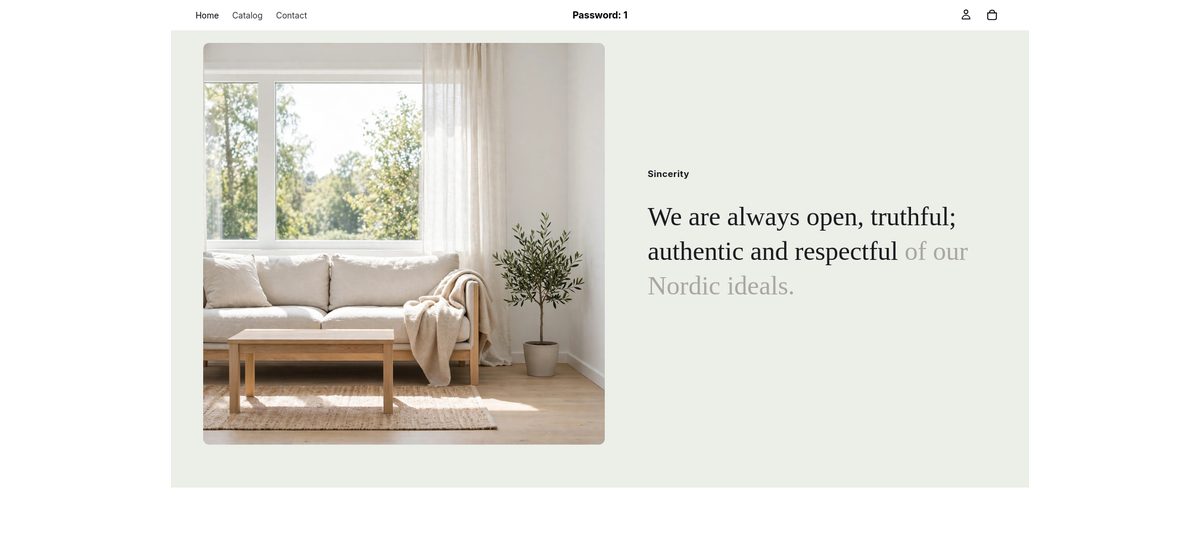 Home Catalog Contact
Password: 1
Sincerity
We are always open, truthful;
authentic and respectful of our
Nordic ideals.